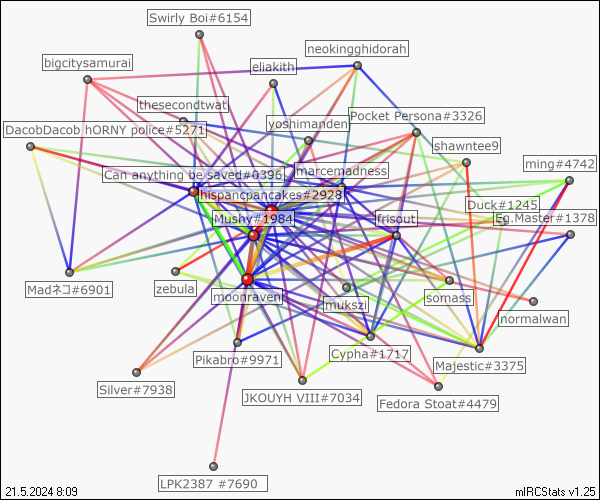 Swirly Boi#6154
neokingghidorah
bigcitysamurai
eliakith
thesecondtwat
Pocket Persona#3326
yoshimanden
DacobDacob hORNY police#5271
shawntee9
ming#4742
Can anything be saved#0396
marcemadness
hispancpancakes#2928
Duck#1245
Mushy#1984
frisout
Eg.Master#1378
Madネコ#6901
zebula
moonraven
mukszi
somass
normalwan
Pikabro#9971
Cypha#1717
Majestic#3375
Silver#7938
JKOUYH VIII#7034
Fedora Stoat#4479
LPK2387 #7690
21.5.2024 8:09
mIRCStats v1.25